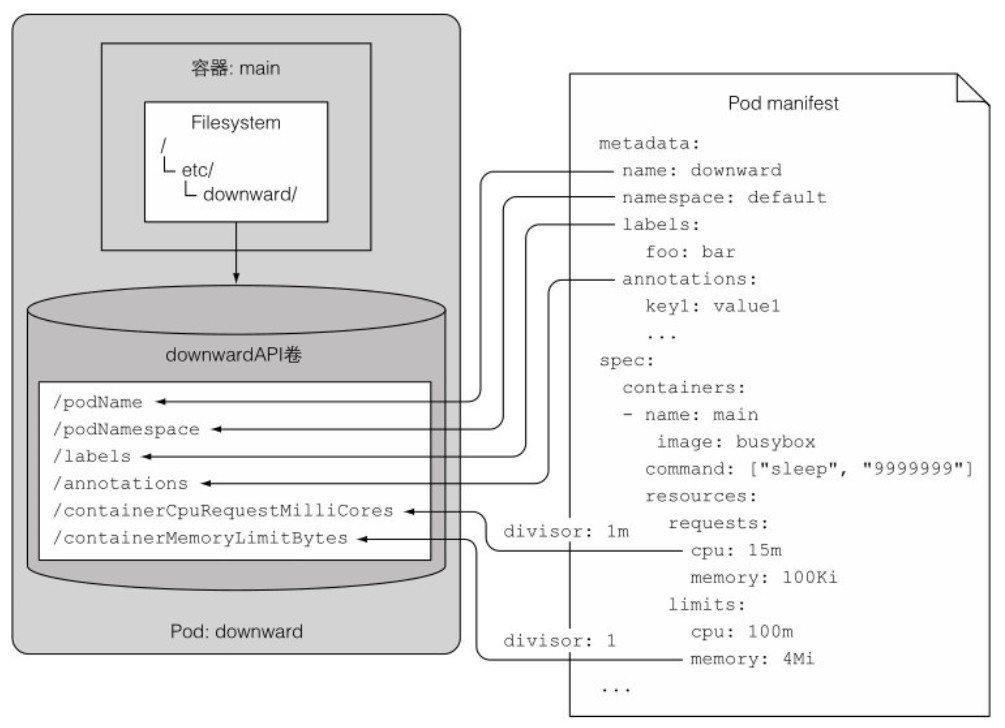 容器: main
Filesystem
/
etc/
downward/
downwardAPI卷
/podName
/podNamespace
/labels
/annotations
/containerCpuRequestMilliCores
/containerMemoryLimitBytes
Pod: downward
divisor: 1m
divisor: 1
Pod manifest
metadata:
name: downward
namespace: default
labels:
foo: bar
annotations:
key1: value1
...
spec:
containers:
- name: main
image: busybox
command: ["sleep", "9999999"]
resources:
requests:
cpu: 15m
memory: 100Ki
limits:
cpu: 100m
memory: 4Mi
...